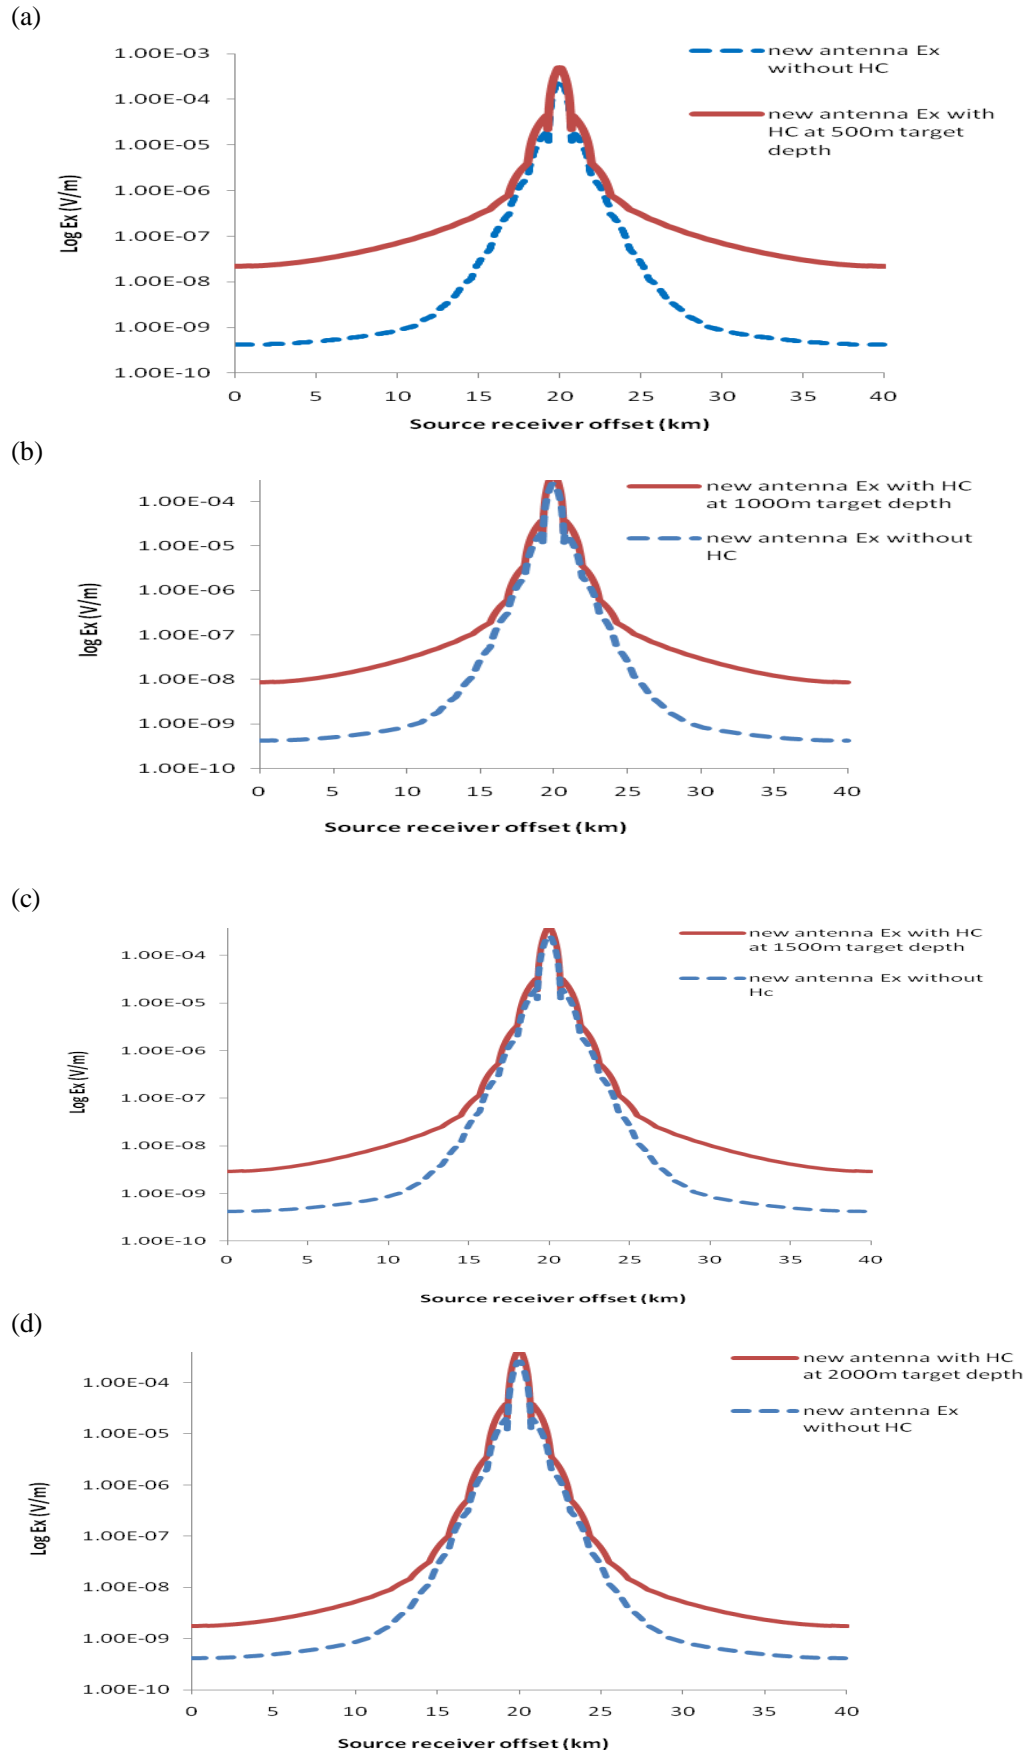 (a)
1.00E-03
1.00E-04
1.00E-05
1.00E-06
1.00E-07
1.00E-08
1.00E-09
1.00E-10
Log Ex (V/m)
new antenna Ex
without HC
new antenna Ex with
HC at 500m target
depth
0 5 10 15 20 25 30 35 40
Source receiver offset (km)
(b)
1.00E-04
1.00E-05
1.00E-06
1.00E-07
1.00E-08
1.00E-09
1.00E-10
log Ex (V/m)
new antenna Ex with HC
at 1000m target depth
new antenna Ex without
HC
0 5 10 15 20 25 30 35 40
Source receiver offset (km)
(c)
1.00E-04
1.00E-05
1.00E-06
1.00E-07
1.00E-08
1.00E-09
1.00E-10
Log Ex (V/m)
new antenna Ex with HC
at 1500m target depth
new antenna Ex without
Hc
0 5 10 15 20 25 30 35 40
Source receiver offset (km)
(d)
1.00E-04
1.00E-05
1.00E-06
1.00E-07
1.00E-08
1.00E-09
1.00E-10
Log Ex (V/m)
new antenna with HC
at 2000m target depth
new antenna Ex
without HC
0 5 10 15 20 25 30 35 40
Source receiver offset (km)